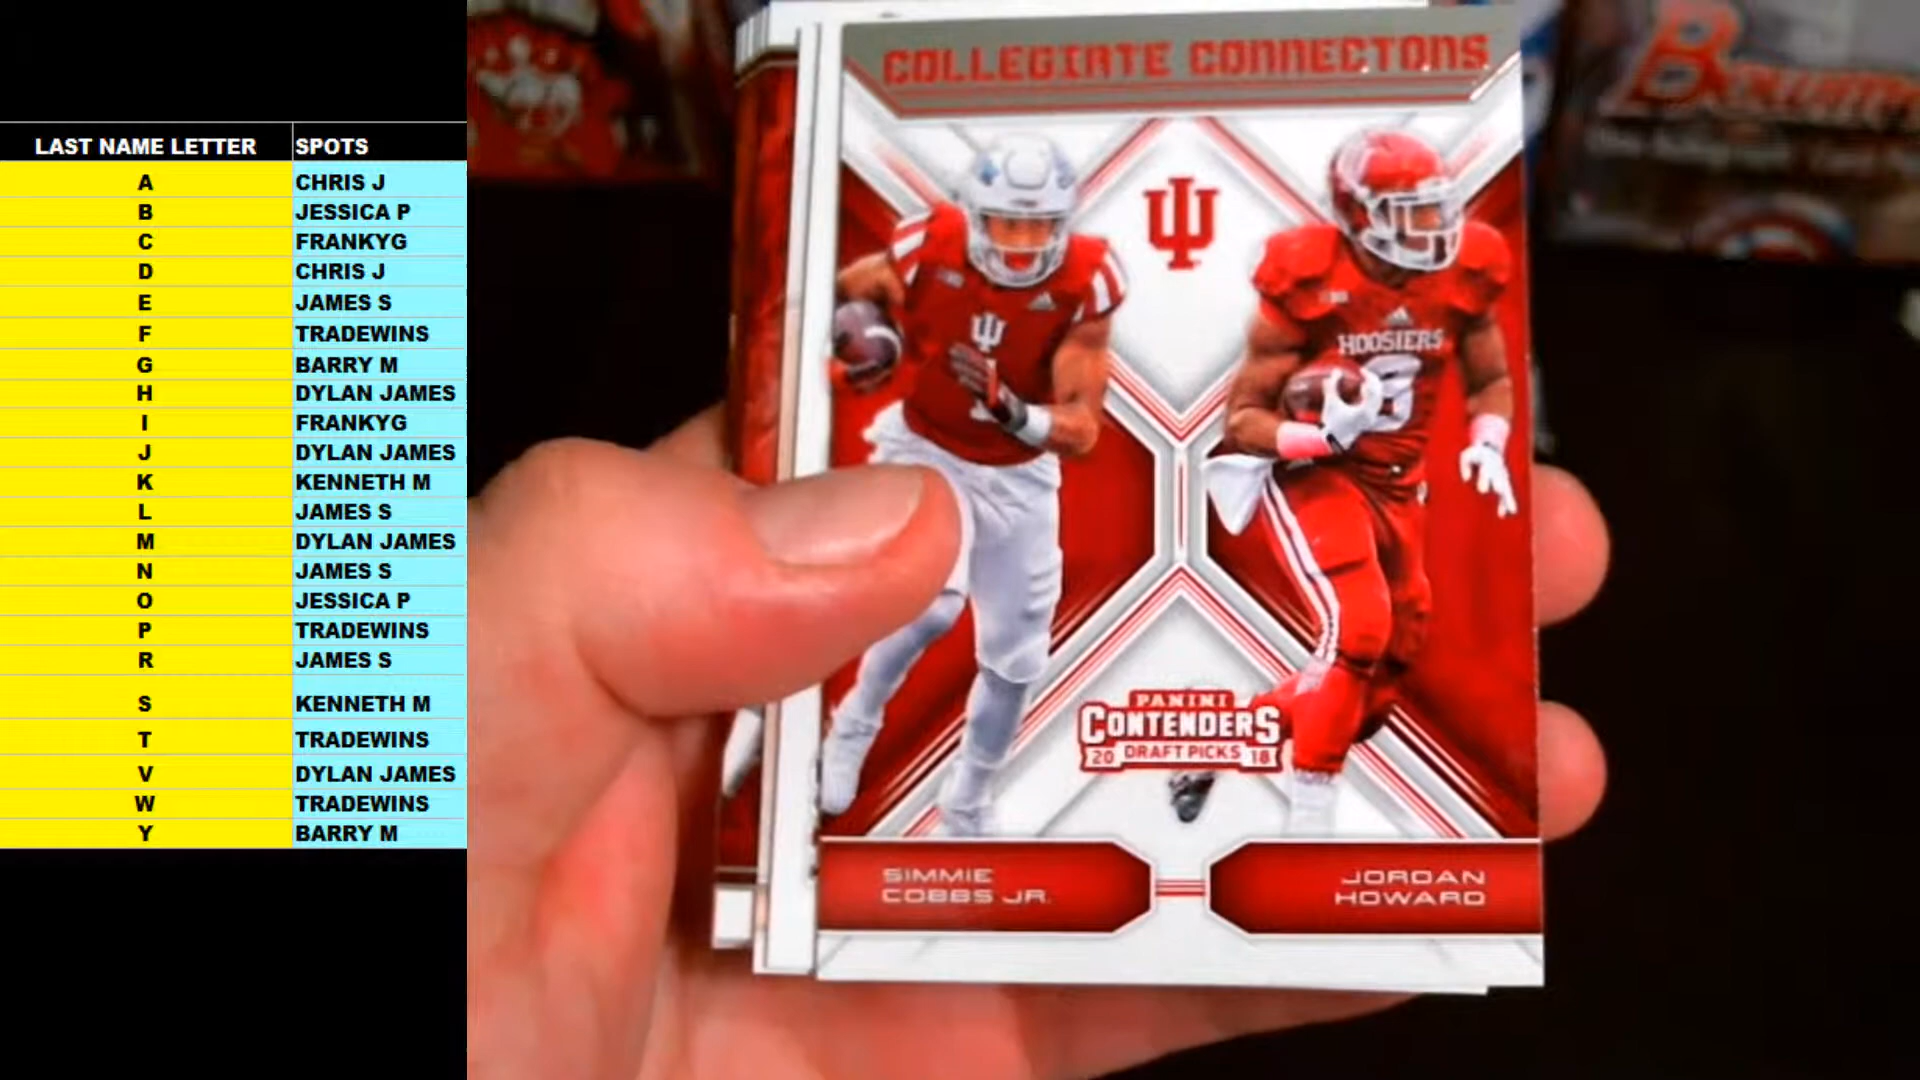 LAST NAME LETTER SPOTS
A CHRIS J
B JESSICA P
C FRANKYG
D CHRIS J
E JAMES S
F TRADEWINS
G BARRY M
H DYLAN JAMES
I FRANKYG
J DYLAN JAMES
K KENNETH M
L JAMES S
M DYLAN JAMES
N JAMES S
O JESSICA P
P TRADEWINS
R JAMES S
S KENNETH M
T TRADEWINS
V DYLAN JAMES
W TRADEWINS
Y BARRY M
COLLEGIATE CONNECTONS
HOOSIERS
8
PANINI
CONTENDERS
20 DRAFT PICKS 18
SIMMIE
COBBS JR.
JORDAN
HOWARD
BOWMAN